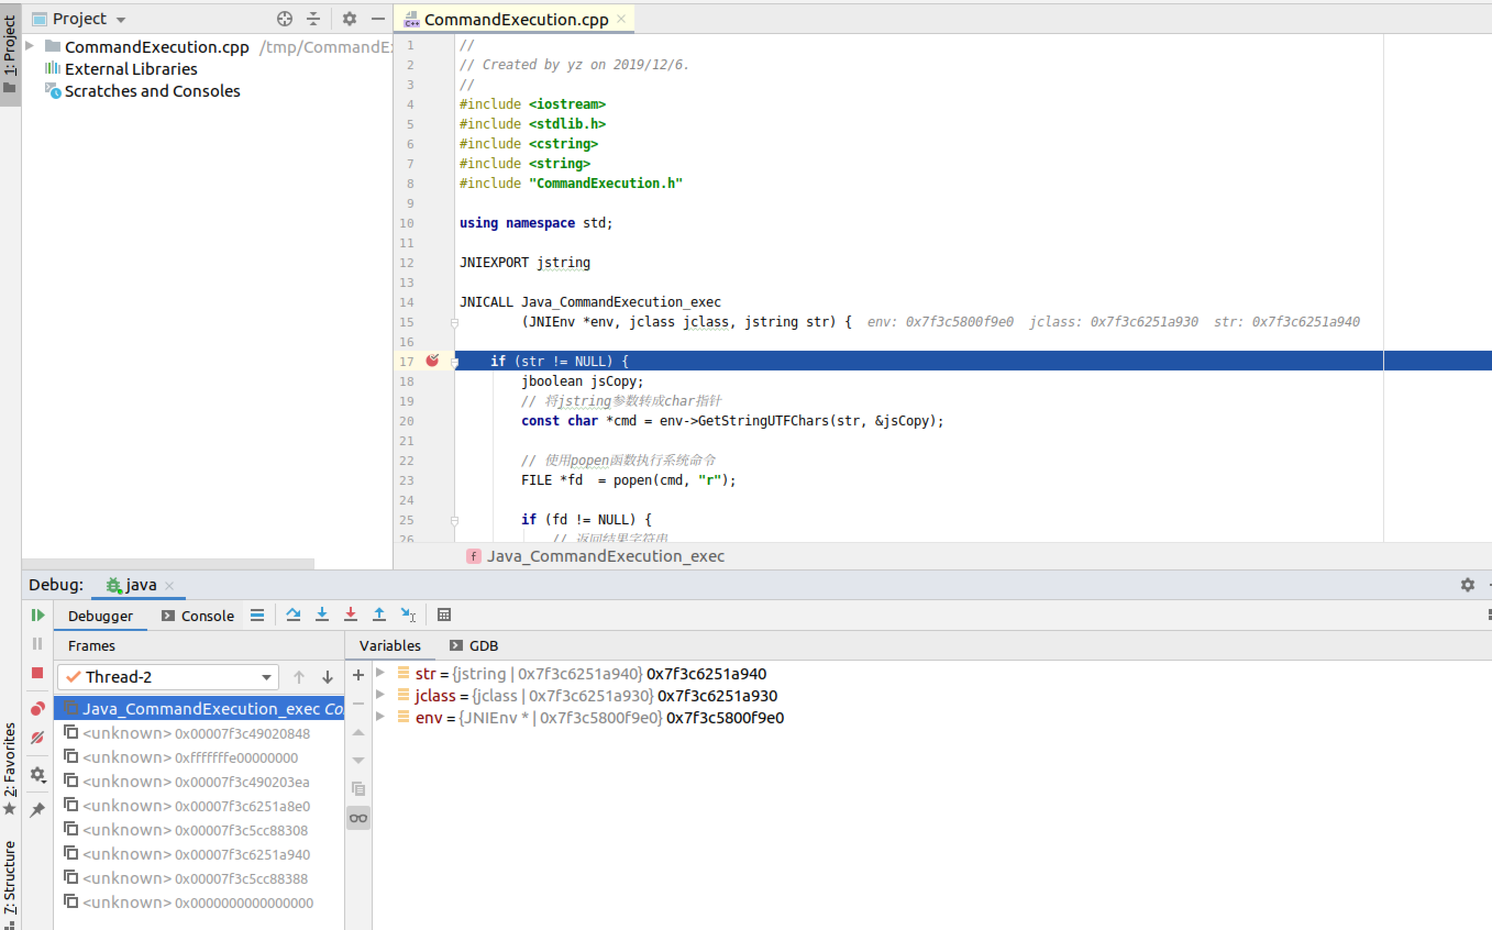 1: Project
Project
CommandExecution.cpp /tmp/CommandEx
External Libraries
Scratches and Consoles
CommandExecution.cpp
1 //
2 // Created by yz on 2019/12/6.
3 //
4 #include <iostream>
5 #include <stdlib.h>
6 #include <cstring>
7 #include <string>
8 #include "CommandExecution.h"
9
10 using namespace std;
11
12 JNIEXPORT jstring
13
14 JNICALL Java_CommandExecution_exec
15 (JNIEnv *env, jclass jclass, jstring str) { env: 0x7f3c5800f9e0 jclass: 0x7f3c6251a930 str: 0x7f3c6251a940
16
17 if (str != NULL) {
18 jboolean jsCopy;
19 // 将jstring参数转成char指针
20 const char *cmd = env->GetStringUTFChars(str, &jsCopy);
21
22 // 使用popen函数执行系统命令
23 FILE *fd = popen(cmd, "r");
24
25 if (fd != NULL) {
26 // 返回结果字符串
f Java_CommandExecution_exec
Debug: java
Debugger Console
Frames
Variables GDB
Thread-2
Java_CommandExecution_exec Co
<unknown> 0x00007f3c49020848
<unknown> 0xfffffffe00000000
<unknown> 0x00007f3c490203ea
<unknown> 0x00007f3c6251a8e0
<unknown> 0x00007f3c5cc88308
<unknown> 0x00007f3c6251a940
<unknown> 0x00007f3c5cc88388
<unknown> 0x0000000000000000
str = {jstring | 0x7f3c6251a940} 0x7f3c6251a940
jclass = {jclass | 0x7f3c6251a930} 0x7f3c6251a930
env = {JNIEnv * | 0x7f3c5800f9e0} 0x7f3c5800f9e0
2: Favorites
7: Structure